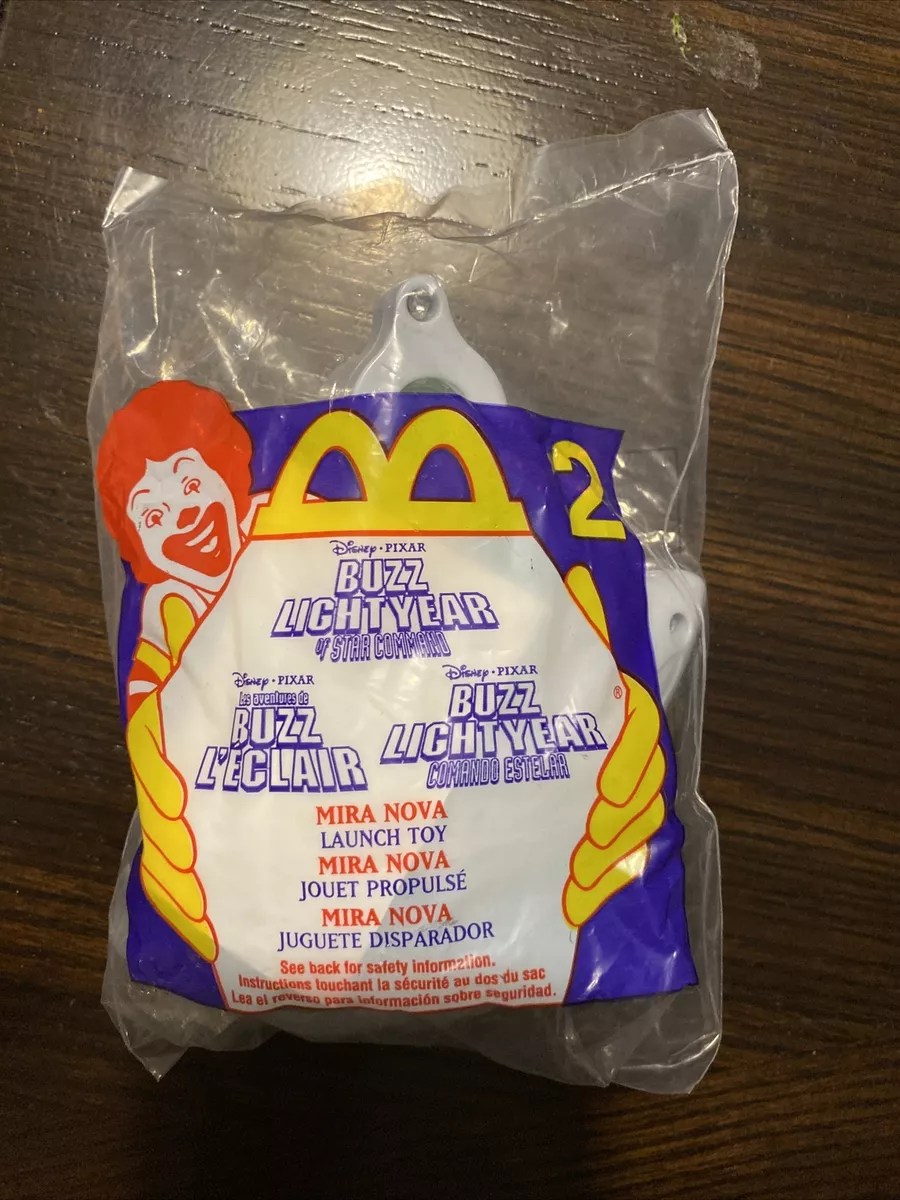 2
Disney • PIXAR
BUZZ
LIGHTYEAR
of STAR COMMAND
Disney • PIXAR
Les aventures de
BUZZ
L'ÉCLAIR
Disney • PIXAR
BUZZ
LIGHTYEAR
COMANDO ESTELAR
®
MIRA NOVA
LAUNCH TOY
MIRA NOVA
JOUET PROPULSÉ
MIRA NOVA
JUGUETE DISPARADOR
See back for safety information.
Instructions touchant la sécurité au dos du sac
Lea el reverso para información sobre seguridad.